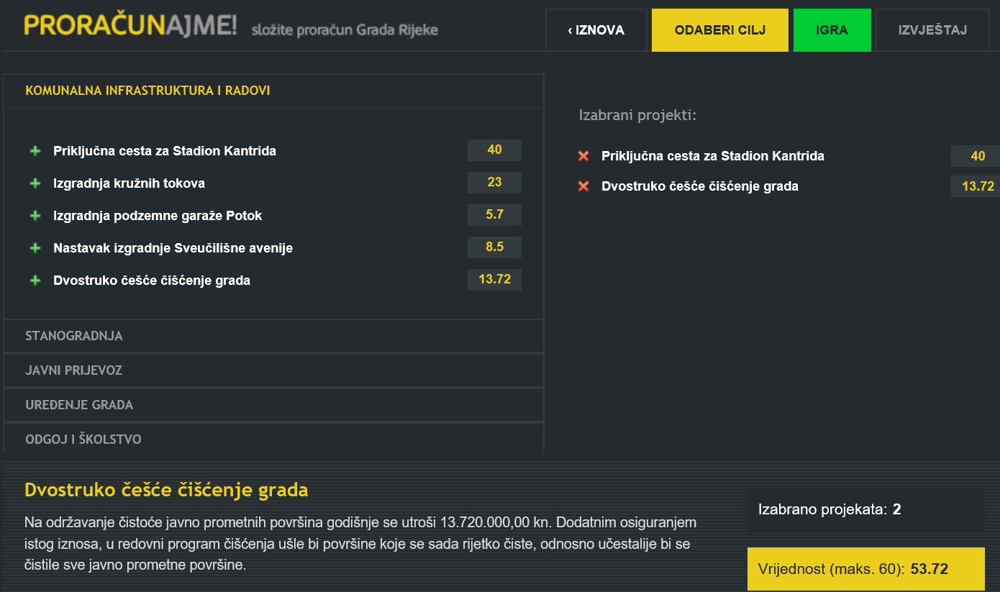 PRORAČUNAJME! složite proračun Grada Rijeke
‹ IZNOVA
ODABERI CILJ
IGRA
IZVJEŠTAJ
KOMUNALNA INFRASTRUKTURA I RADOVI
Priključna cesta za Stadion Kantrida 40
Izgradnja kružnih tokova 23
Izgradnja podzemne garaže Potok 5.7
Nastavak izgradnje Sveučilišne avenije 8.5
Dvostruko češće čišćenje grada 13.72
STANOGRADNJA
JAVNI PRIJEVOZ
UREĐENJE GRADA
ODGOJ I ŠKOLSTVO
Izabrani projekti:
Priključna cesta za Stadion Kantrida 40
Dvostruko češće čišćenje grada 13.72
Dvostruko češće čišćenje grada
Na održavanje čistoće javno prometnih površina godišnje se utroši 13.720.000,00 kn. Dodatnim osiguranjem
istog iznosa, u redovni program čišćenja ušle bi površine koje se sada rijetko čiste, odnosno učestalije bi se
čistile sve javno prometne površine.
Izabrano projekata: 2
Vrijednost (maks. 60): 53.72